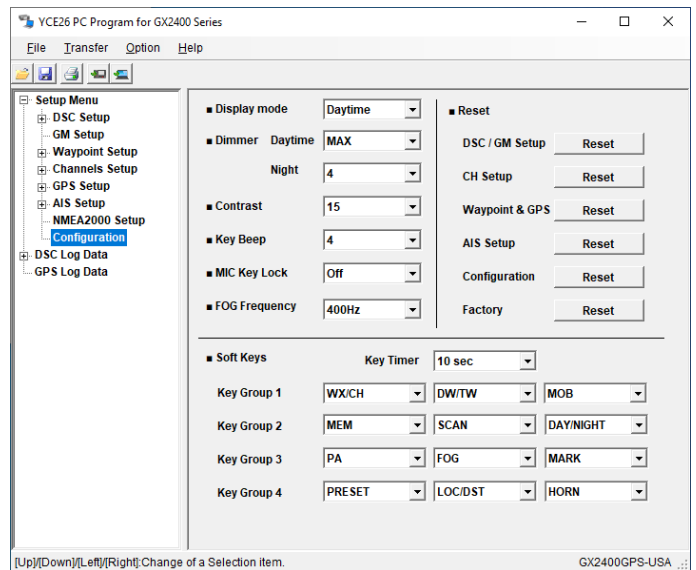 YCE26 PC Program for GX2400 Series
File Transfer Option Help
Setup Menu
DSC Setup
GM Setup
Waypoint Setup
Channels Setup
GPS Setup
AIS Setup
NMEA2000 Setup
Configuration
DSC Log Data
GPS Log Data
Display mode Daytime
Dimmer Daytime MAX
Night 4
Contrast 15
Key Beep 4
MIC Key Lock Off
FOG Frequency 400Hz
Reset
DSC / GM Setup Reset
CH Setup Reset
Waypoint & GPS Reset
AIS Setup Reset
Configuration Reset
Factory Reset
Soft Keys Key Timer 10 sec
Key Group 1 WX/CH DW/TW MOB
Key Group 2 MEM SCAN DAY/NIGHT
Key Group 3 PA FOG MARK
Key Group 4 PRESET LOC/DST HORN
[Up]/[Down]/[Left]/[Right]:Change of a Selection item. GX2400GPS-USA